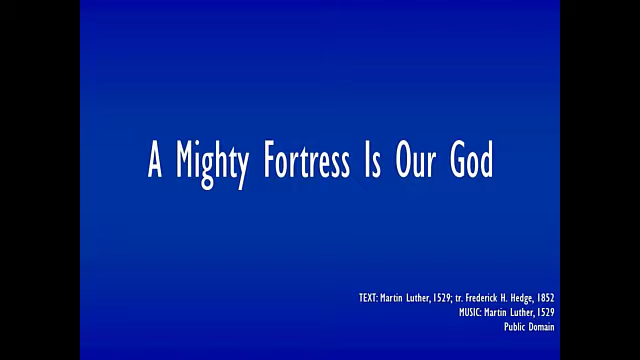 A Mighty Fortress Is Our God
TEXT: Martin Luther, 1529; tr. Frederick H. Hedge, 1852
MUSIC: Martin Luther, 1529
Public Domain